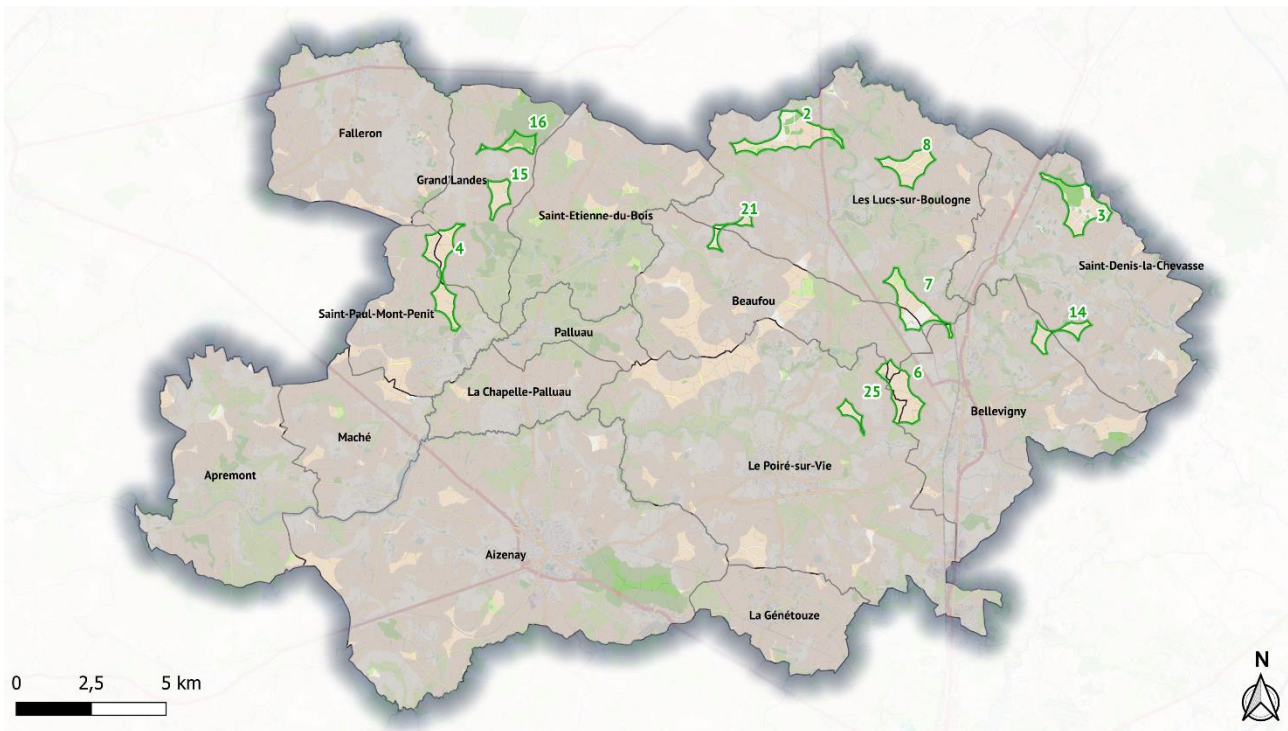 2
Falleron
16
8
Grand'Landes
15
Les Lucs-sur-Boulogne
21
3
Saint-Etienne-du-Bois
4
Saint-Denis-la-Chevasse
7
Beaufou
Saint-Paul-Mont-Penit
14
Palluau
6
La Chapelle-Palluau
25
Bellevigny
Maché
Le Poiré-sur-Vie
Apremont
Aizenay
La Génétouze
0 2,5 5 km
N